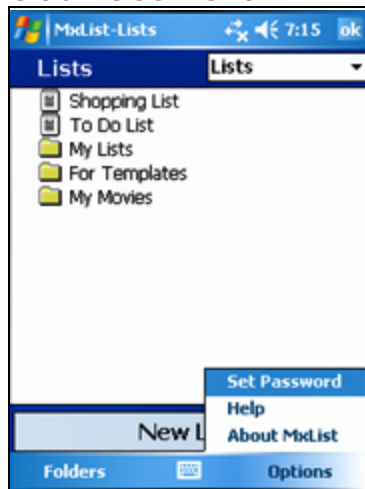 MxList-Lists 7:15 ok
Lists Lists
Shopping List
To Do List
My Lists
For Templates
My Movies
Set Password
Help
New L About MxList
Folders Options